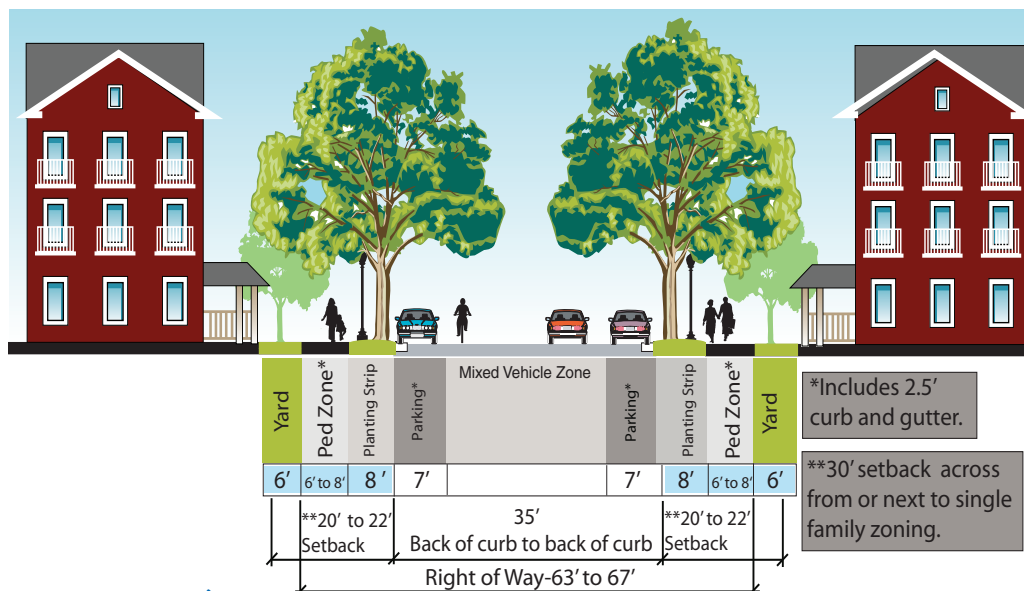 Yard
Ped Zone*
Planting Strip
Parking*
Mixed Vehicle Zone
Parking*
Planting Strip
Ped Zone*
Yard
6’
6’ to 8’
8’
7’
7’
8’
6’ to 8’
6’
**20’ to 22’
Setback
35’
Back of curb to back of curb
**20’ to 22’
Setback
Right of Way-63’ to 67’
*Includes 2.5’
curb and gutter.
**30’ setback across
from or next to single
family zoning.